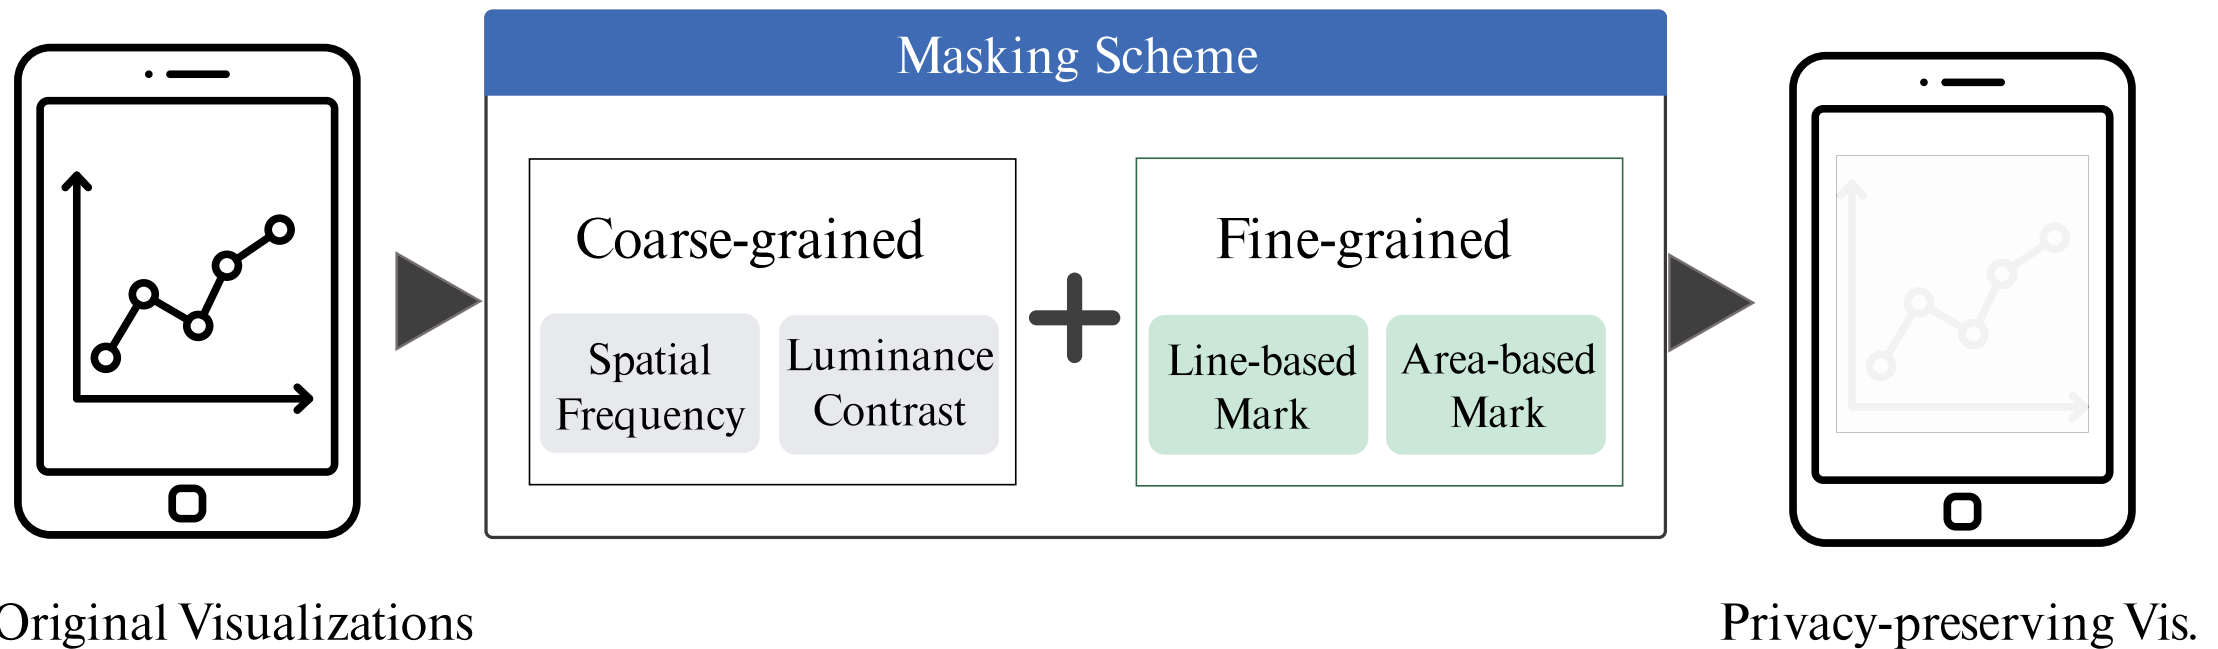 Masking Scheme
Coarse-grained
Spatial
Frequency
Luminance
Contrast
Fine-grained
Line-based
Mark
Area-based
Mark
Original Visualizations
Privacy-preserving Vis.